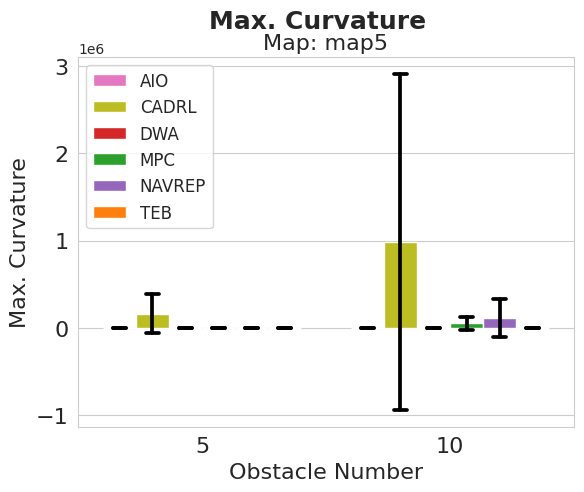 Max. Curvature
Map: map5
1e6
3
2
1
0
−1
Max. Curvature
AIO
CADRL
DWA
MPC
NAVREP
TEB
5
10
Obstacle Number